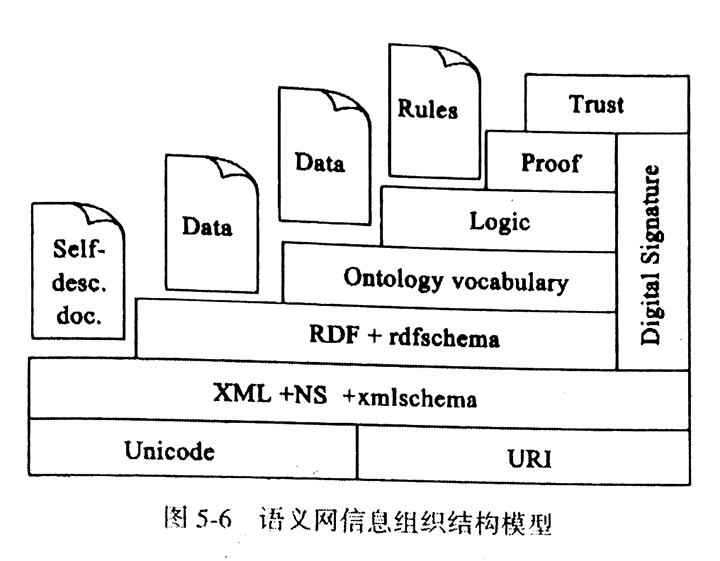 Rules
Trust
Data
Proof
Data
Logic
Digital Signature
Self-
desc.
doc.
Ontology vocabulary
RDF + rdfschema
XML +NS +xmlschema
Unicode
URI
图 5-6 语义网信息组织结构模型